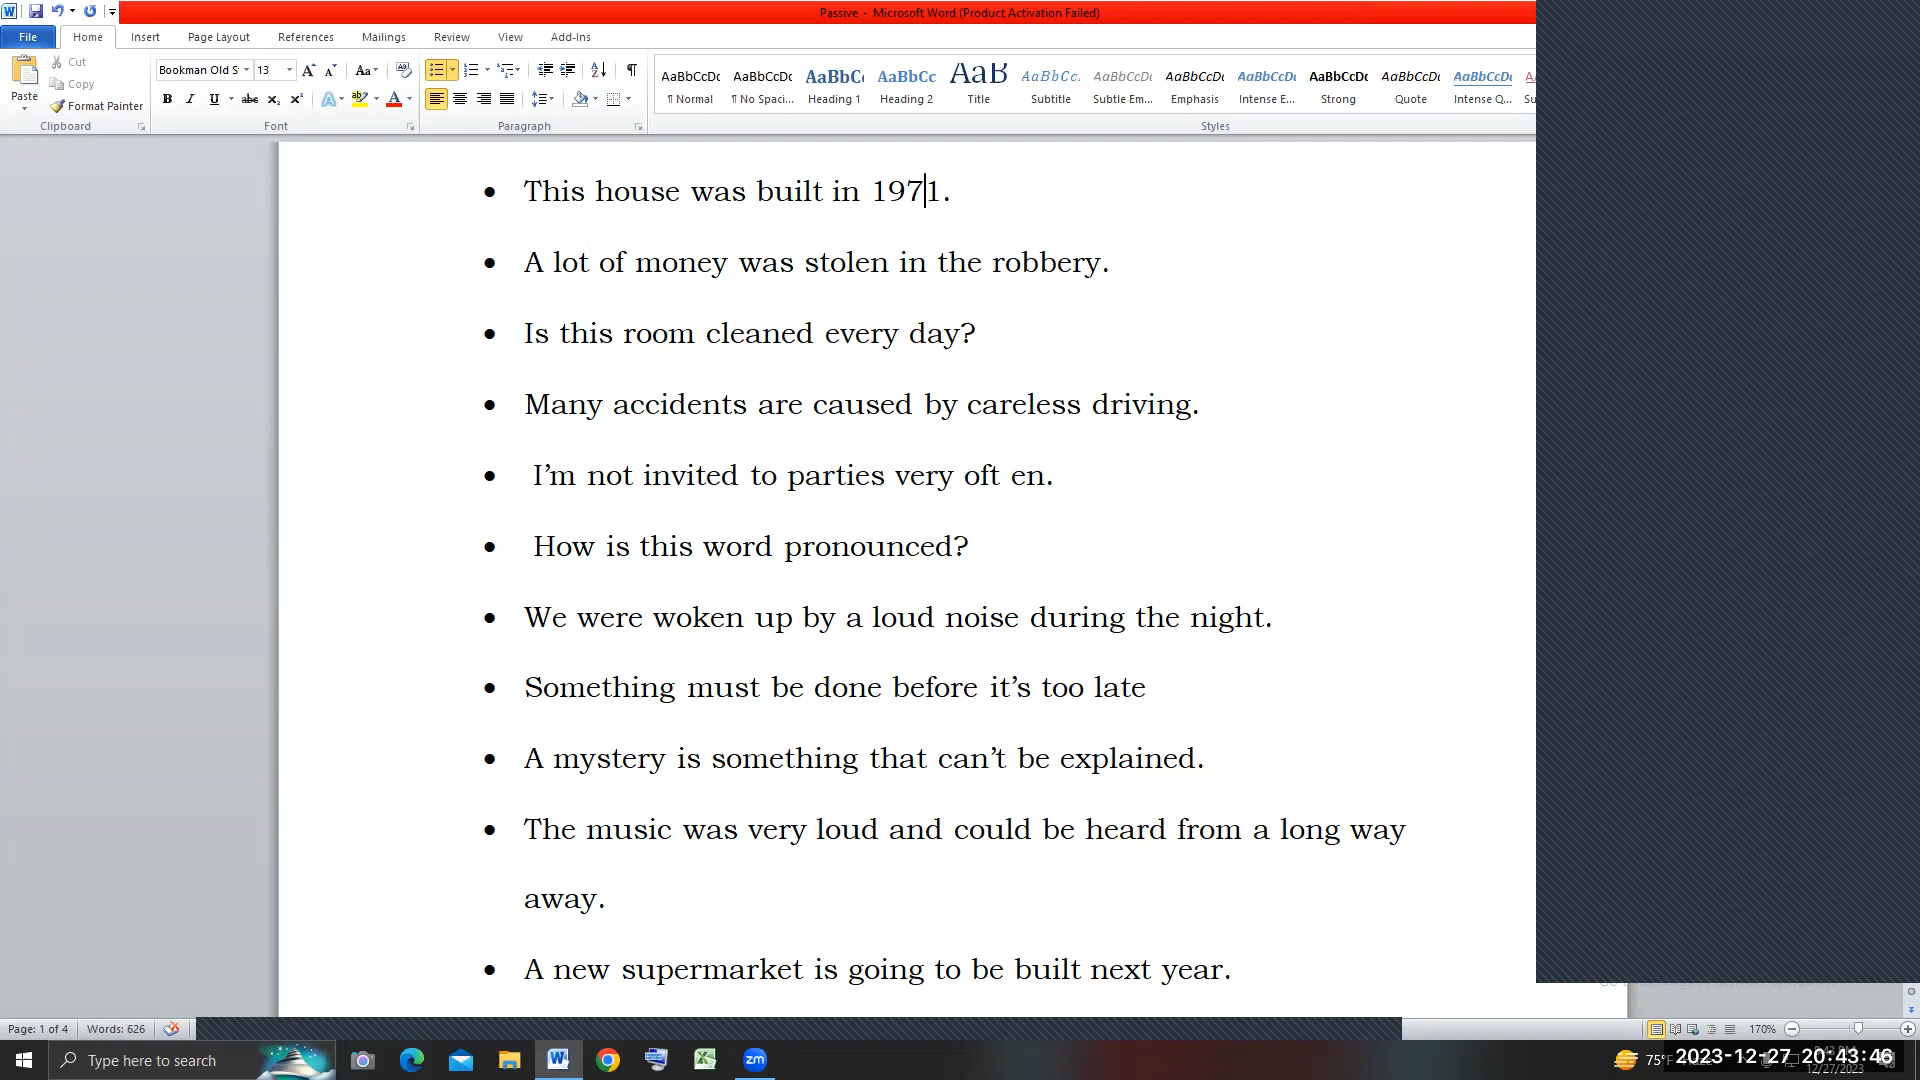 Passive - Microsoft Word (Product Activation Failed)
File Home Insert Page Layout References Mailings Review View Add-Ins
Paste
Cut
Copy
Format Painter
Clipboard
Bookman Old S 13
Font
Paragraph
AaBbCcDc AaBbCcDc AaBbC AaBbCc AaB AaBbCc. AaBbCcDc AaBbCcDc AaBbCcDc AaBbCcDc AaBbCcDc AaBbCcDc
¶ Normal ¶ No Spaci... Heading 1 Heading 2 Title Subtitle Subtle Em... Emphasis Intense E... Strong Quote Intense Q... Su
Styles
• This house was built in 1971.
• A lot of money was stolen in the robbery.
• Is this room cleaned every day?
• Many accidents are caused by careless driving.
• I’m not invited to parties very oft en.
• How is this word pronounced?
• We were woken up by a loud noise during the night.
• Something must be done before it’s too late
• A mystery is something that can’t be explained.
• The music was very loud and could be heard from a long way
away.
• A new supermarket is going to be built next year.
Page: 1 of 4 Words: 626
170%
Type here to search
zm
75°F
2023-12-27 20:43:46
12/27/2023